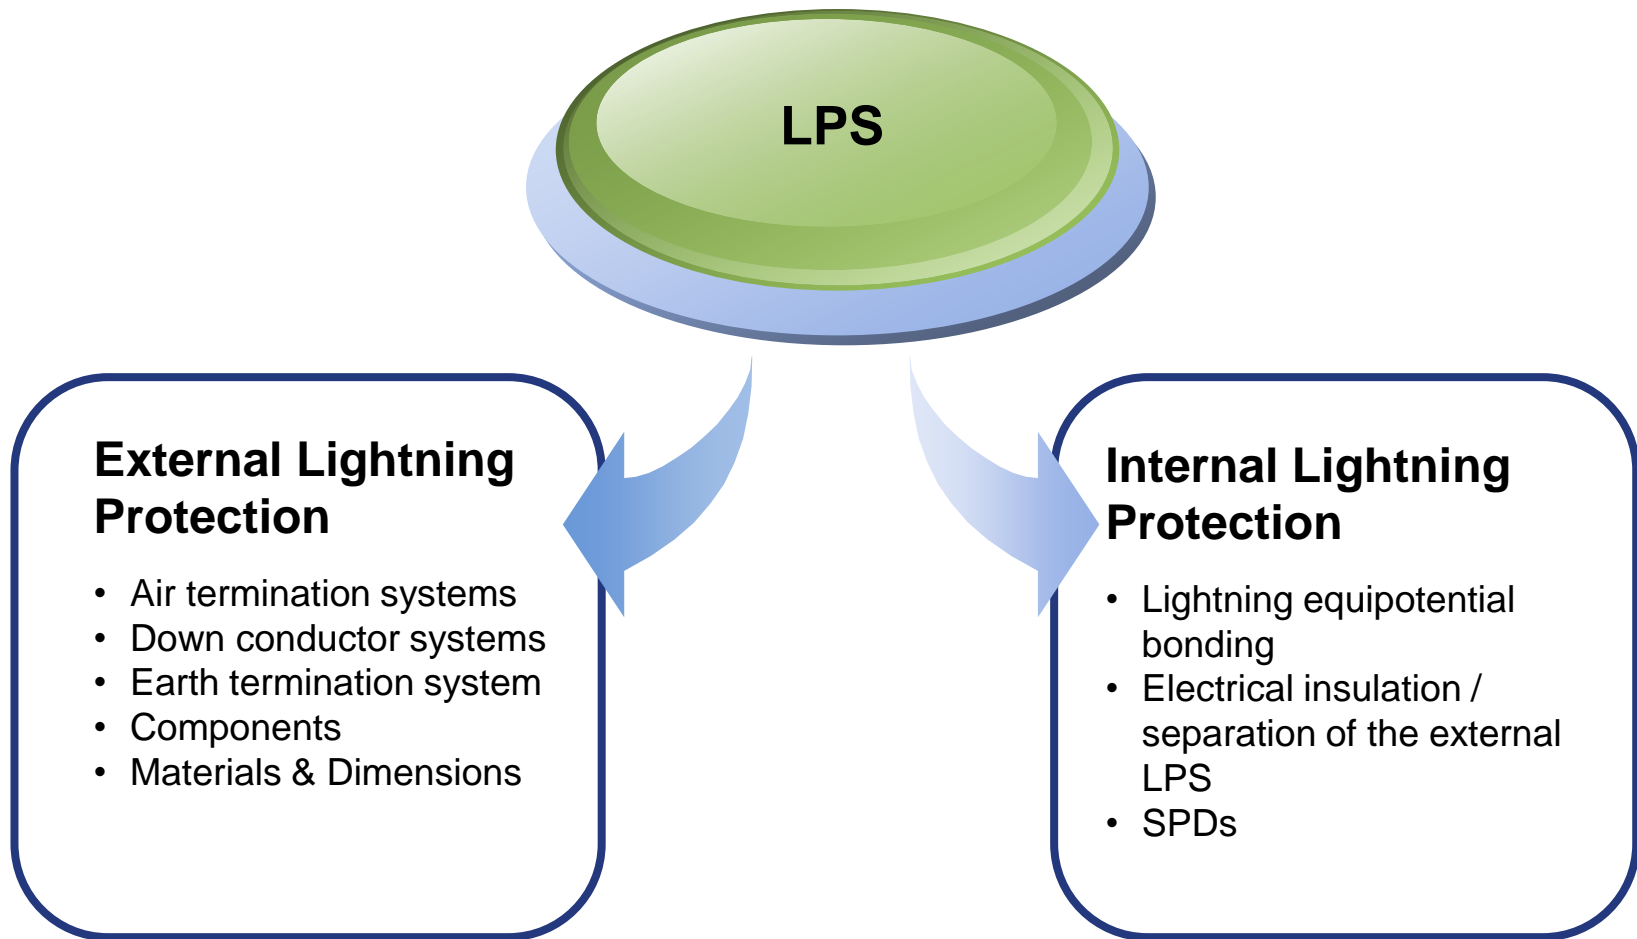 LPS
External Lightning
Protection
• Air termination systems
• Down conductor systems
• Earth termination system
• Components
• Materials & Dimensions
Internal Lightning
Protection
• Lightning equipotential
bonding
• Electrical insulation /
separation of the external
LPS
• SPDs